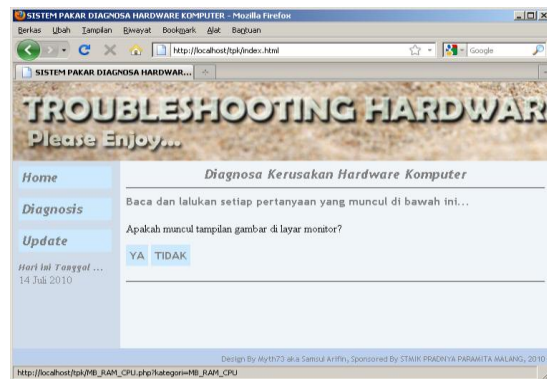 SISTEM PAKAR DIAGNOSA HARDWARE KOMPUTER - Mozilla Firefox
Berkas Ubah Tampilan Riwayat Bookmark Alat Bantuan
http://localhost/tpk/index.html
Google
SISTEM PAKAR DIAGNOSA HARDWAR...
TROUBLESHOOTING HARDWAR
Please Enjoy...
Home
Diagnosis
Update
Hari ini Tanggal ...
14 Juli 2010
Diagnosa Kerusakan Hardware Komputer
Baca dan lalukan setiap pertanyaan yang muncul di bawah ini...
Apakah muncul tampilan gambar di layar monitor?
YA TIDAK
Design By Myth73 aka Samsul Arifin, Sponsored By STMIK PRADNYA PARAMITA MALANG, 2010
http://localhost/tpk/MB_RAM_CPU.php?kategori=MB_RAM_CPU